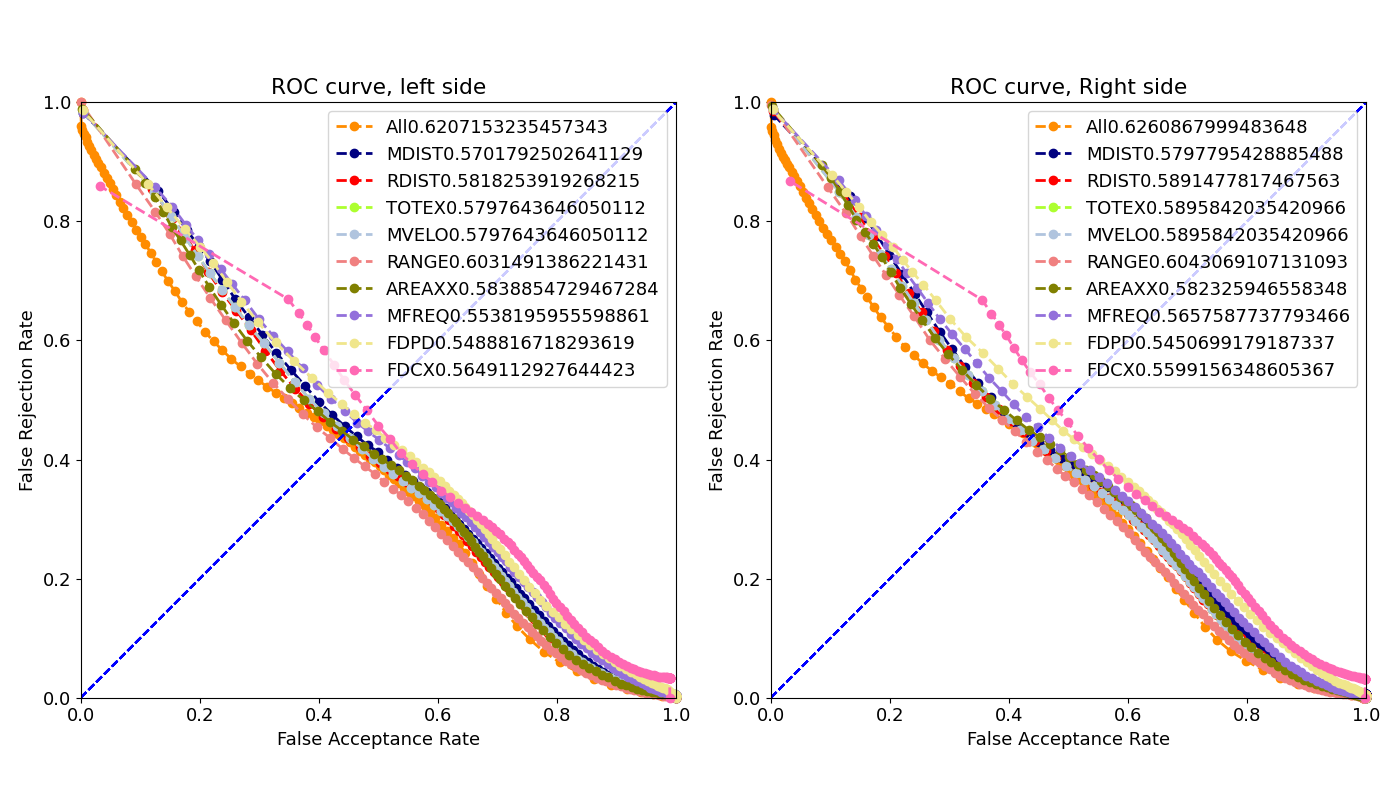 ROC curve, left side
1.0
0.8
0.6
0.4
0.2
0.0
False Rejection Rate
All0.6207153235457343
MDIST0.5701792502641129
RDIST0.5818253919268215
TOTEX0.5797643646050112
MVELO0.5797643646050112
RANGE0.6031491386221431
AREAXX0.5838854729467284
MFREQ0.5538195955598861
FDPD0.5488816718293619
FDCX0.5649112927644423
0.0 0.2 0.4 0.6 0.8 1.0
False Acceptance Rate
ROC curve, Right side
1.0
0.8
0.6
0.4
0.2
0.0
False Rejection Rate
All0.6260867999483648
MDIST0.5797795428885488
RDIST0.5891477817467563
TOTEX0.5895842035420966
MVELO0.5895842035420966
RANGE0.6043069107131093
AREAXX0.582325946558348
MFREQ0.5657587737793466
FDPD0.5450699179187337
FDCX0.5599156348605367
0.0 0.2 0.4 0.6 0.8 1.0
False Acceptance Rate